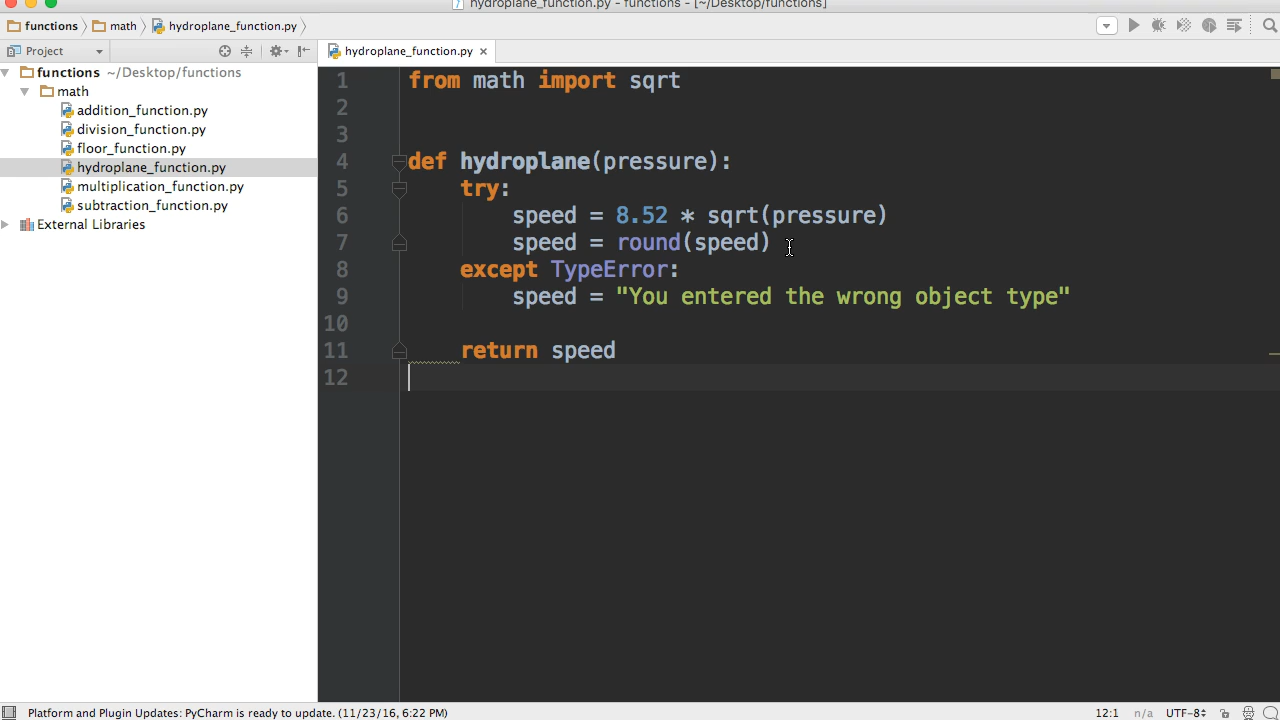 hydroplane_function.py - functions - [~/Desktop/functions]
functions math hydroplane_function.py
Project
hydroplane_function.py
functions ~/Desktop/functions
math
addition_function.py
division_function.py
floor_function.py
hydroplane_function.py
multiplication_function.py
subtraction_function.py
External Libraries
1 from math import sqrt
2
3
4 def hydroplane(pressure):
5 try:
6 speed = 8.52 * sqrt(pressure)
7 speed = round(speed)
8 except TypeError:
9 speed = "You entered the wrong object type"
10
11 return speed
12
Platform and Plugin Updates: PyCharm is ready to update. (11/23/16, 6:22 PM) 12:1 n/a UTF-8